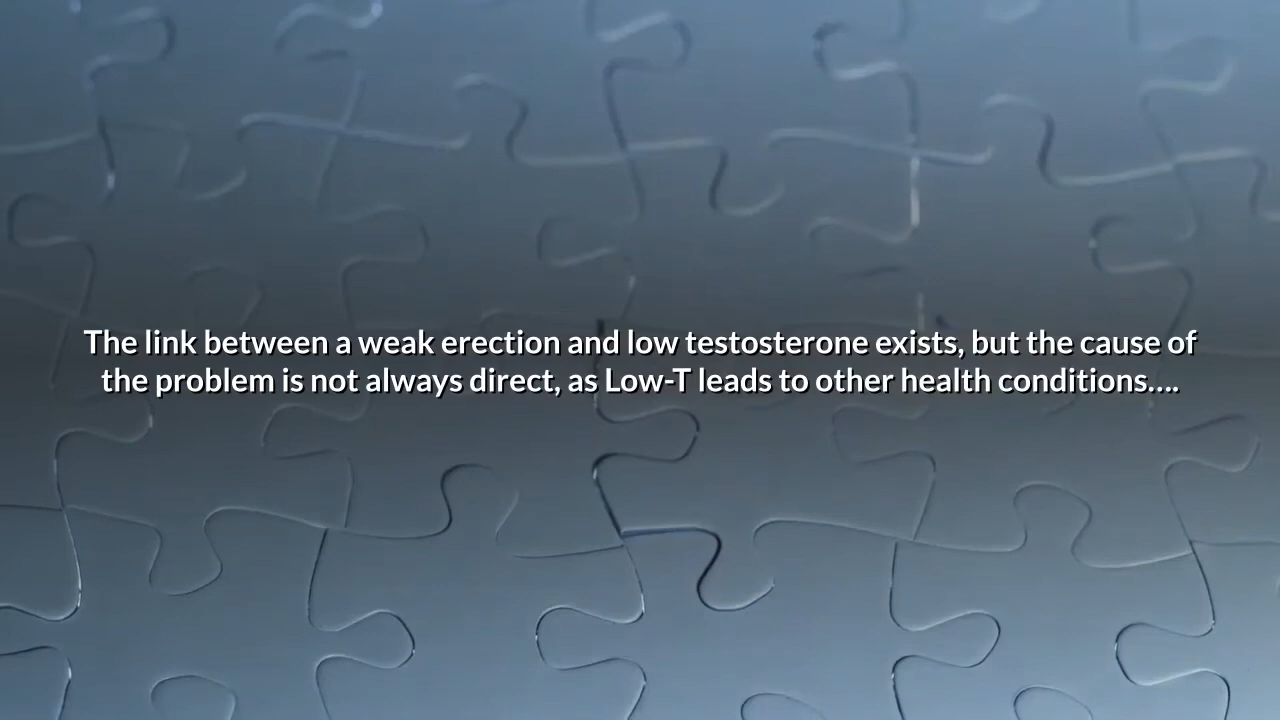 The link between a weak erection and low testosterone exists, but the cause of
the problem is not always direct, as Low-T leads to other health conditions....